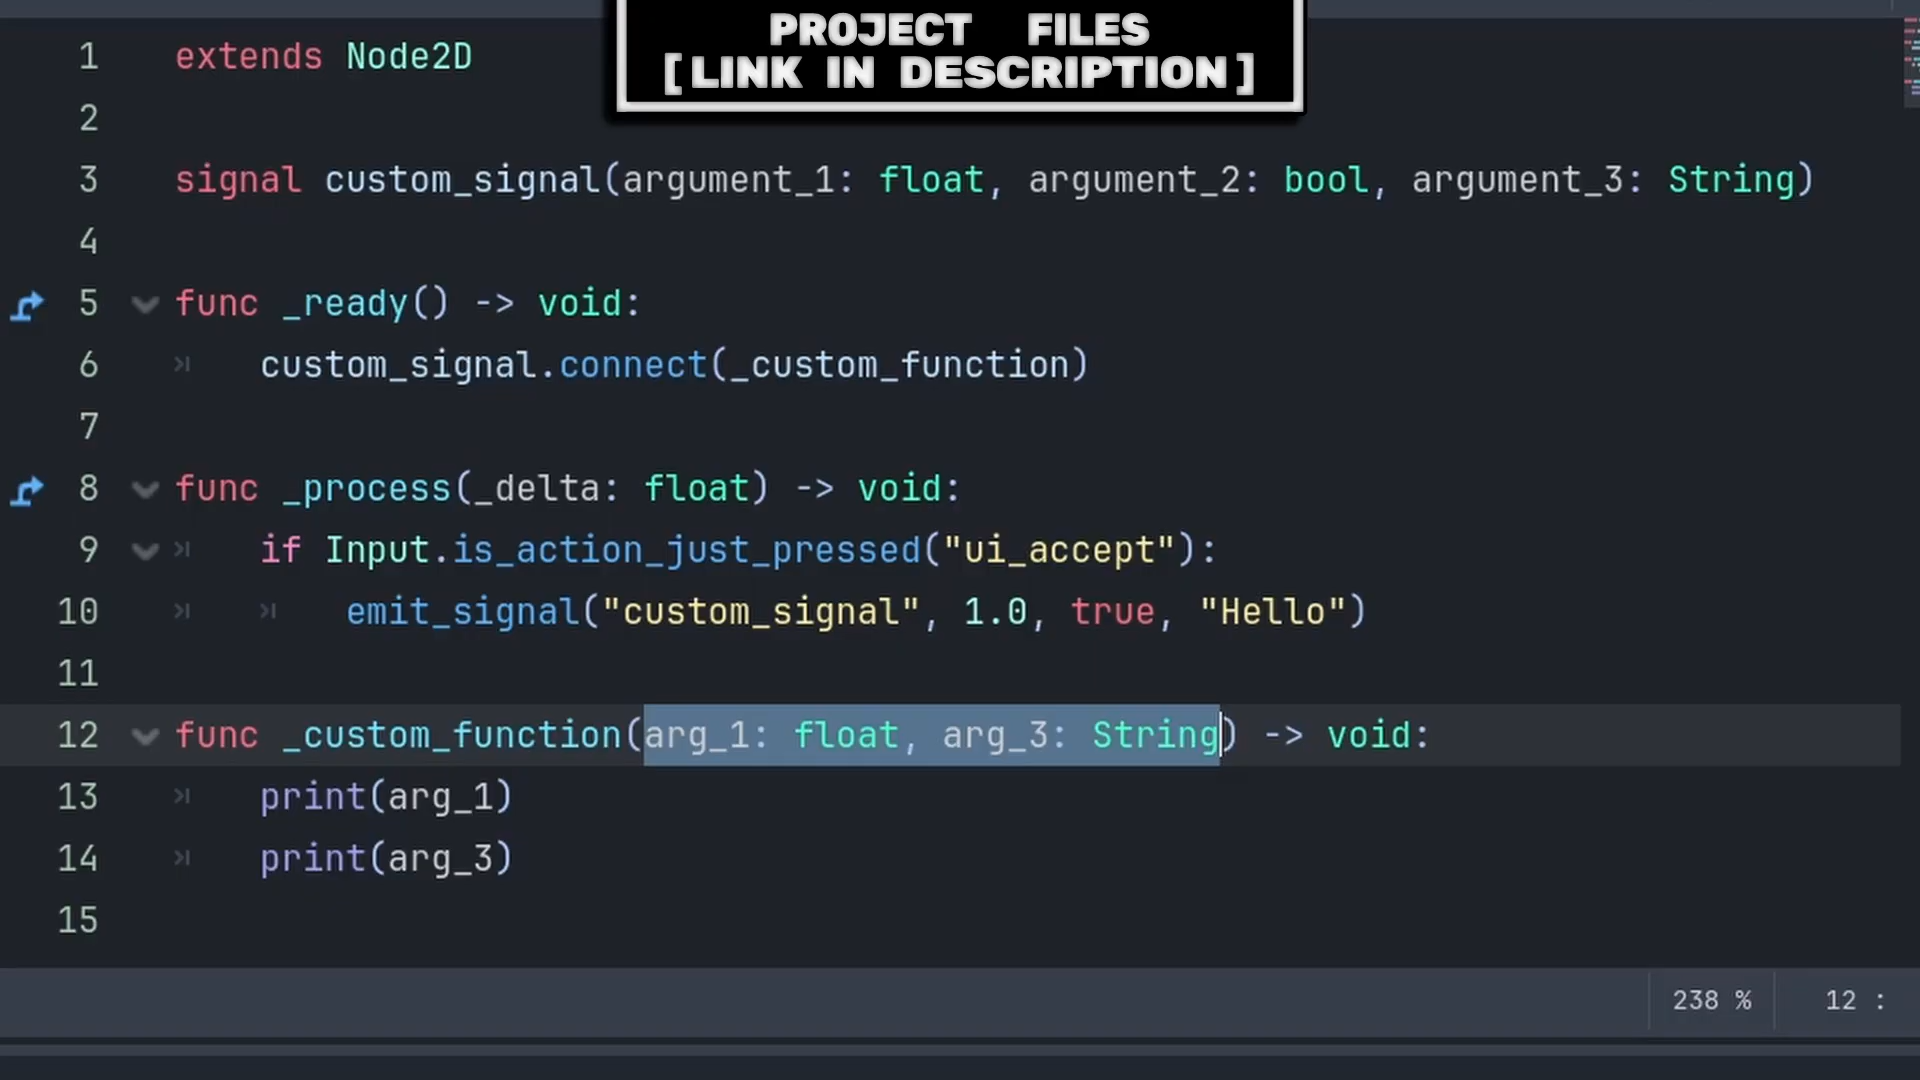 PROJECT FILES
[LINK IN DESCRIPTION]
1 extends Node2D
2
3 signal custom_signal(argument_1: float, argument_2: bool, argument_3: String)
4
5 func _ready() -> void:
6 custom_signal.connect(_custom_function)
7
8 func _process(_delta: float) -> void:
9 if Input.is_action_just_pressed("ui_accept"):
10 emit_signal("custom_signal", 1.0, true, "Hello")
11
12 func _custom_function(arg_1: float, arg_3: String) -> void:
13 print(arg_1)
14 print(arg_3)
15
238 % 12 :